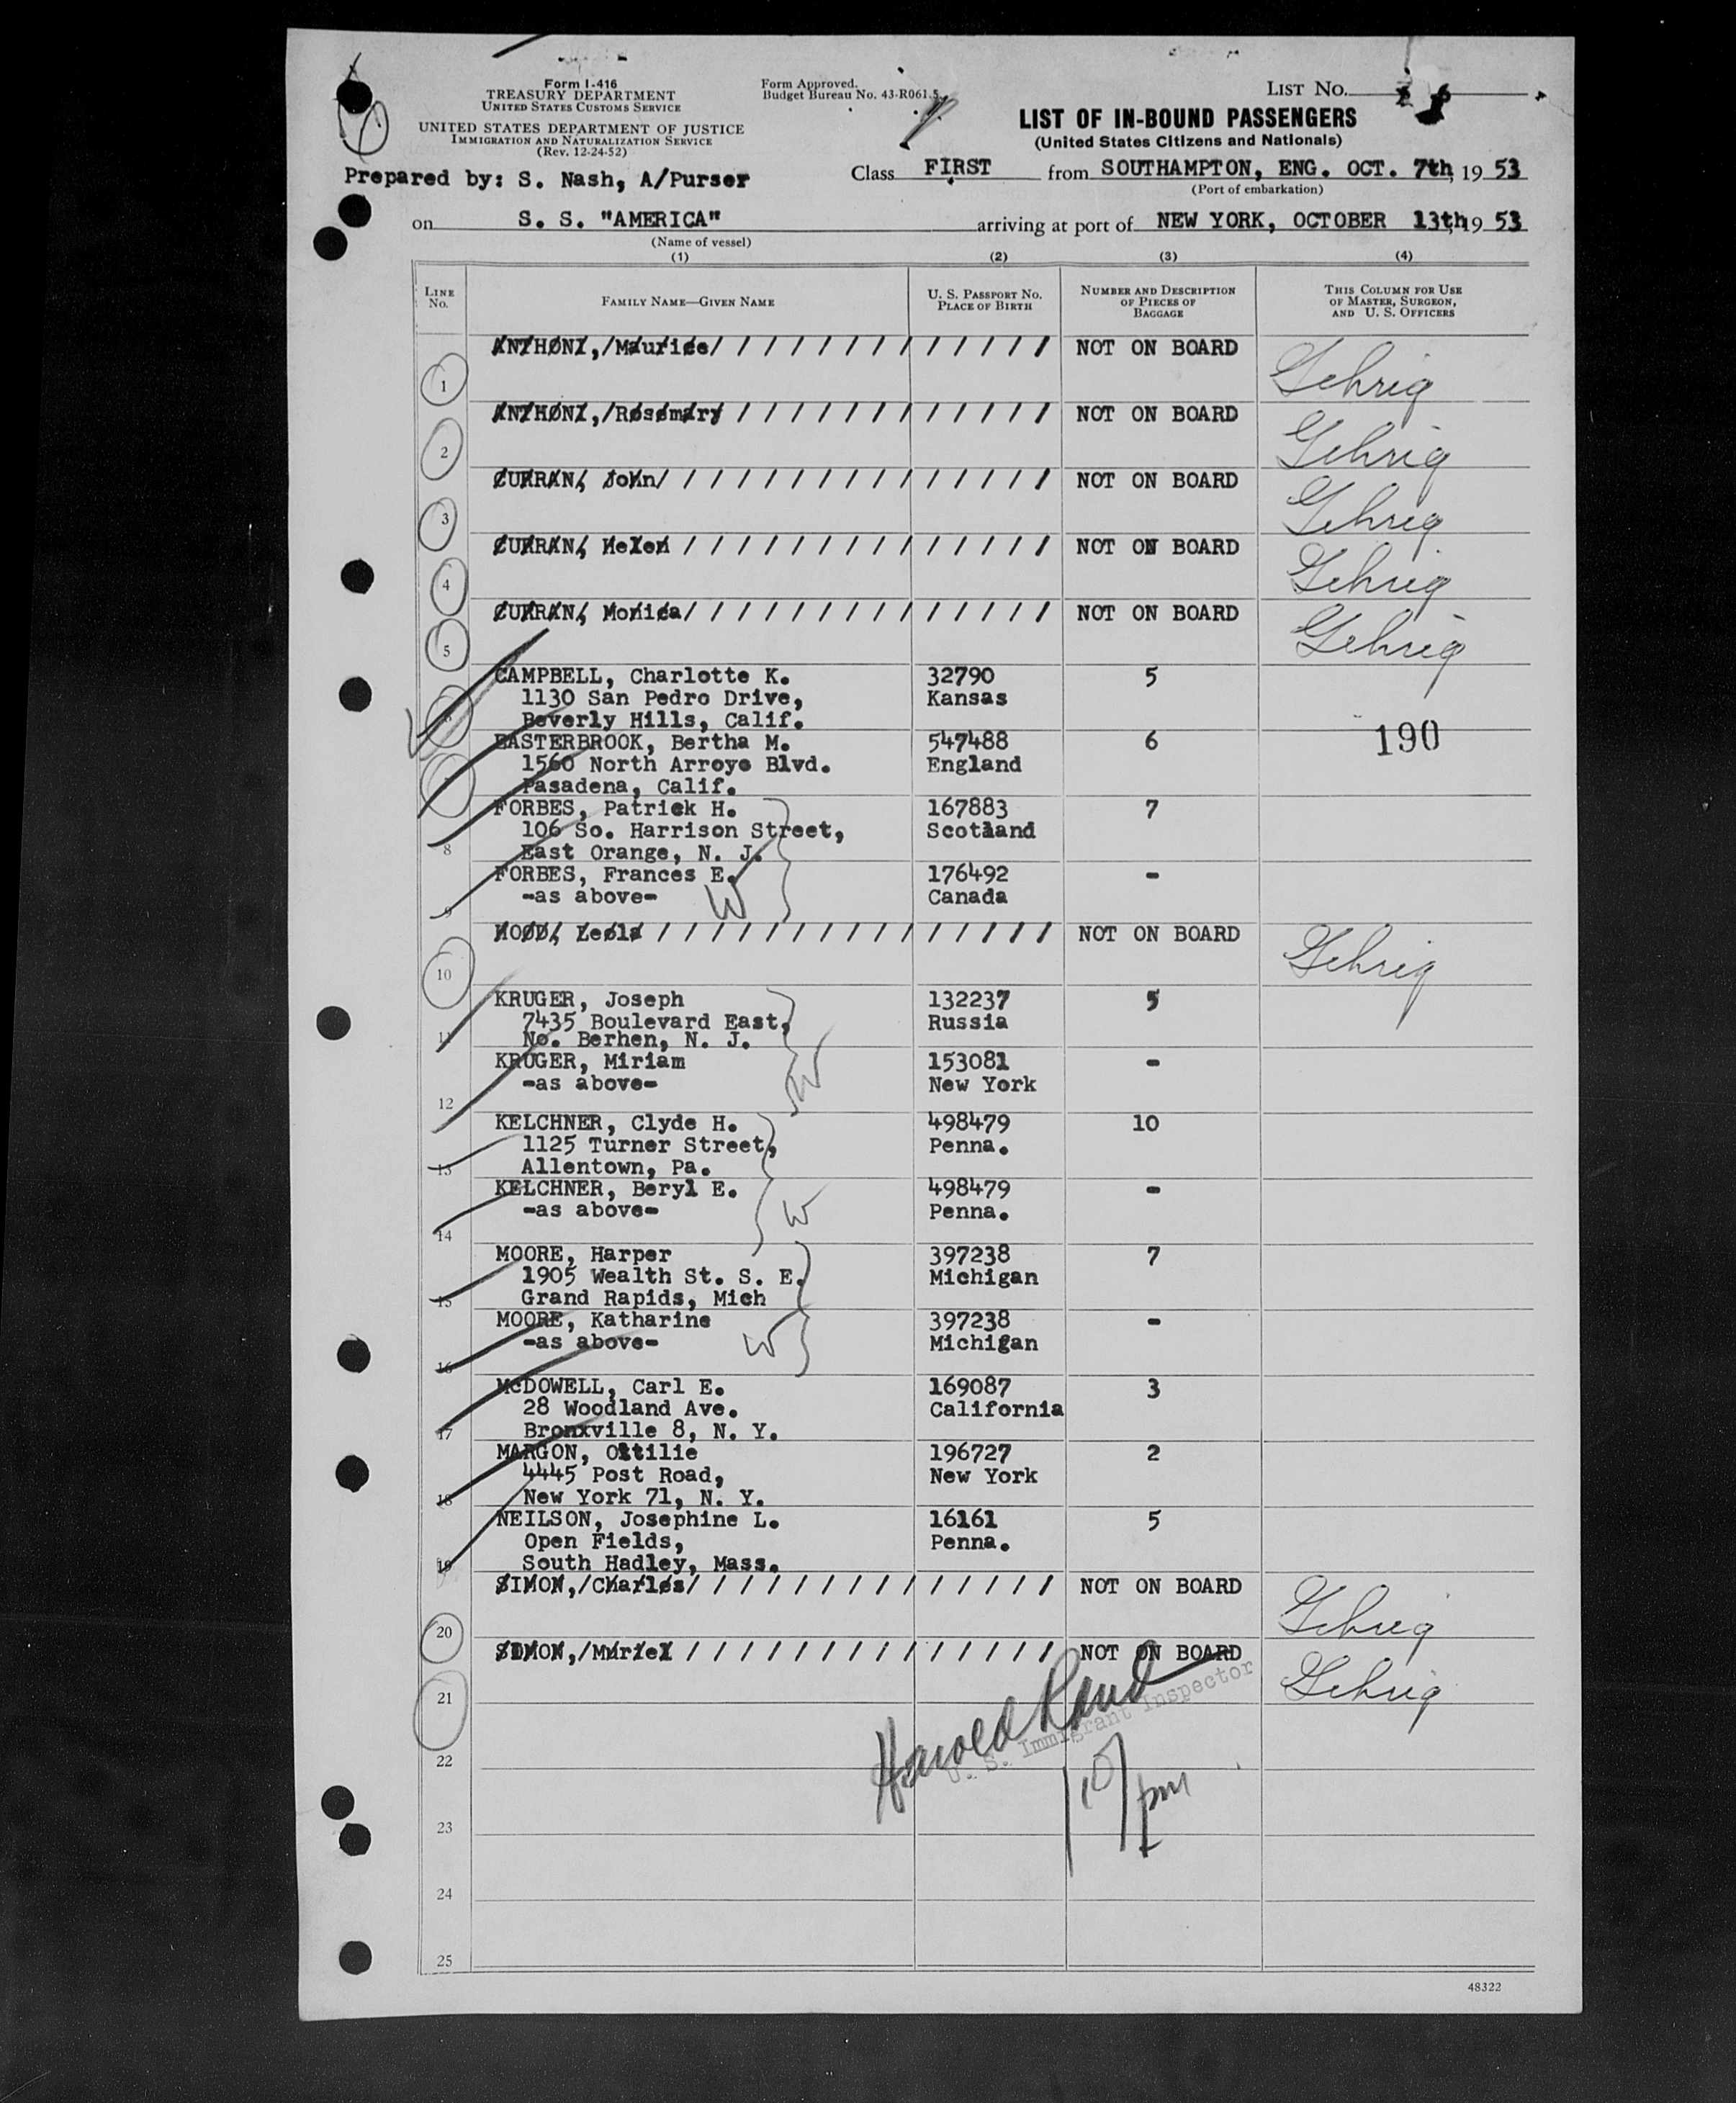 Form I-416
TREASURY DEPARTMENT
UNITED STATES CUSTOMS SERVICE
UNITED STATES DEPARTMENT OF JUSTICE
IMMIGRATION AND NATURALIZATION SERVICE
(Rev. 12-24-52)
Form Approved.
Budget Bureau No. 43-R061.5
LIST NO.
LIST OF IN-BOUND PASSENGERS
(United States Citizens and Nationals)
Prepared by: S. Nash, A/Purser
Class FIRST from SOUTHAMPTON, ENG. OCT. 7th, 19 53
(Port of embarkation)
on S. S. "AMERICA" arriving at port of NEW YORK, OCTOBER 13th, 19 53
(Name of vessel)
(1) (2) (3) (4)
LINE NO. FAMILY NAME—GIVEN NAME U. S. PASSPORT NO. PLACE OF BIRTH NUMBER AND DESCRIPTION OF PIECES OF BAGGAGE THIS COLUMN FOR USE OF MASTER, SURGEON, AND U. S. OFFICERS
ANTHONY, Maurice NOT ON BOARD
1 Gehrig
ANTHONY, Rosemary NOT ON BOARD
2 Gehrig
CURRAN, John NOT ON BOARD
3 Gehrig
CURRAN, Helen NOT ON BOARD
4 Gehrig
CURRAN, Monica NOT ON BOARD
5 Gehrig
CAMPBELL, Charlotte K. 32790 5
1130 San Pedro Drive, Kansas
6 Beverly Hills, Calif.
EASTERBROOK, Bertha M. 547488 6 190
1560 North Arroyo Blvd. England
Pasadena, Calif.
FORBES, Patrick H. 167883 7
106 So. Harrison Street, Scotland
8 East Orange, N. J.
FORBES, Frances E. 176492 -
-as above- W Canada
9
HOOD, Leola NOT ON BOARD
10 Gehrig
KRUGER, Joseph 132237 5
7435 Boulevard East, Russia
11 No. Berhen, N. J.
KRUGER, Miriam 153081 -
-as above- W New York
12
KELCHNER, Clyde H. 498479 10
1125 Turner Street, Penna.
13 Allentown, Pa.
KELCHNER, Beryl E. 498479 -
-as above- W Penna.
14
MOORE, Harper 397238 7
1905 Wealth St. S. E. Michigan
15 Grand Rapids, Mich
MOORE, Katharine 397238 -
-as above- W Michigan
16
McDOWELL, Carl E. 169087 3
28 Woodland Ave. California
17 Bronxville 8, N. Y.
MARGON, Ottilie 196727 2
4445 Post Road, New York
18 New York 71, N. Y.
NEILSON, Josephine L. 16161 5
Open Fields, Penna.
19 South Hadley, Mass.
SIMON, Charles NOT ON BOARD
20 Gehrig
SIMON, Muriel NOT ON BOARD
21 Gehrig
Harold Rand
U. S. Immigrant Inspector
22
pm
23
24
25
48322